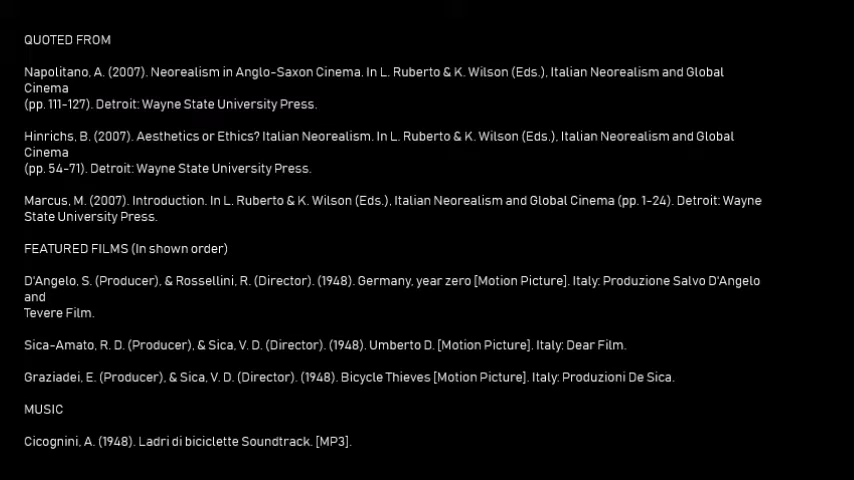 QUOTED FROM
Napolitano, A. (2007). Neorealism in Anglo-Saxon Cinema. In L. Ruberto & K. Wilson (Eds.), Italian Neorealism and Global
Cinema
(pp. 111-127). Detroit: Wayne State University Press.
Hinrichs, B. (2007). Aesthetics or Ethics? Italian Neorealism. In L. Ruberto & K. Wilson (Eds.), Italian Neorealism and Global
Cinema
(pp. 54-71). Detroit: Wayne State University Press.
Marcus, M. (2007). Introduction. In L. Ruberto & K. Wilson (Eds.), Italian Neorealism and Global Cinema (pp. 1-24). Detroit: Wayne
State University Press.
FEATURED FILMS (In shown order)
D'Angelo, S. (Producer), & Rossellini, R. (Director). (1948). Germany, year zero [Motion Picture]. Italy: Produzione Salvo D'Angelo
and
Tevere Film.
Sica-Amato, R. D. (Producer), & Sica, V. D. (Director). (1948). Umberto D. [Motion Picture]. Italy: Dear Film.
Graziadei, E. (Producer), & Sica, V. D. (Director). (1948). Bicycle Thieves [Motion Picture]. Italy: Produzioni De Sica.
MUSIC
Cicognini, A. (1948). Ladri di biciclette Soundtrack. [MP3].